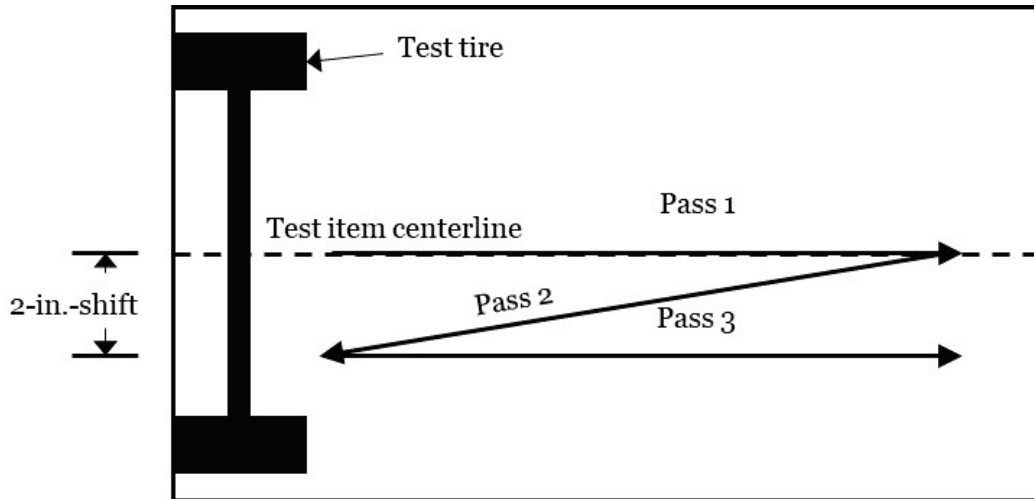 Test tire
Pass 1
Test item centerline
2-in.-shift
Pass 2
Pass 3